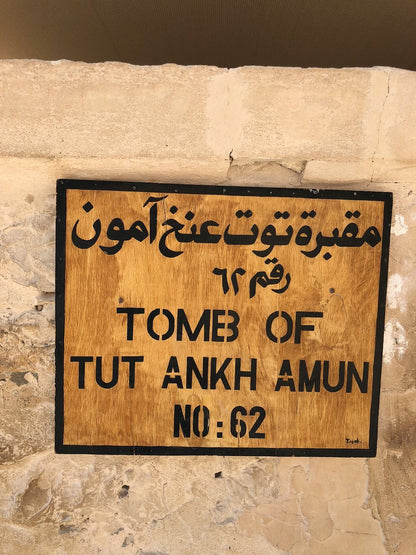 مقبرة توت عنخ آمون
رقم ٦٢
TOMB OF
TUT ANKH AMUN
NO: 62